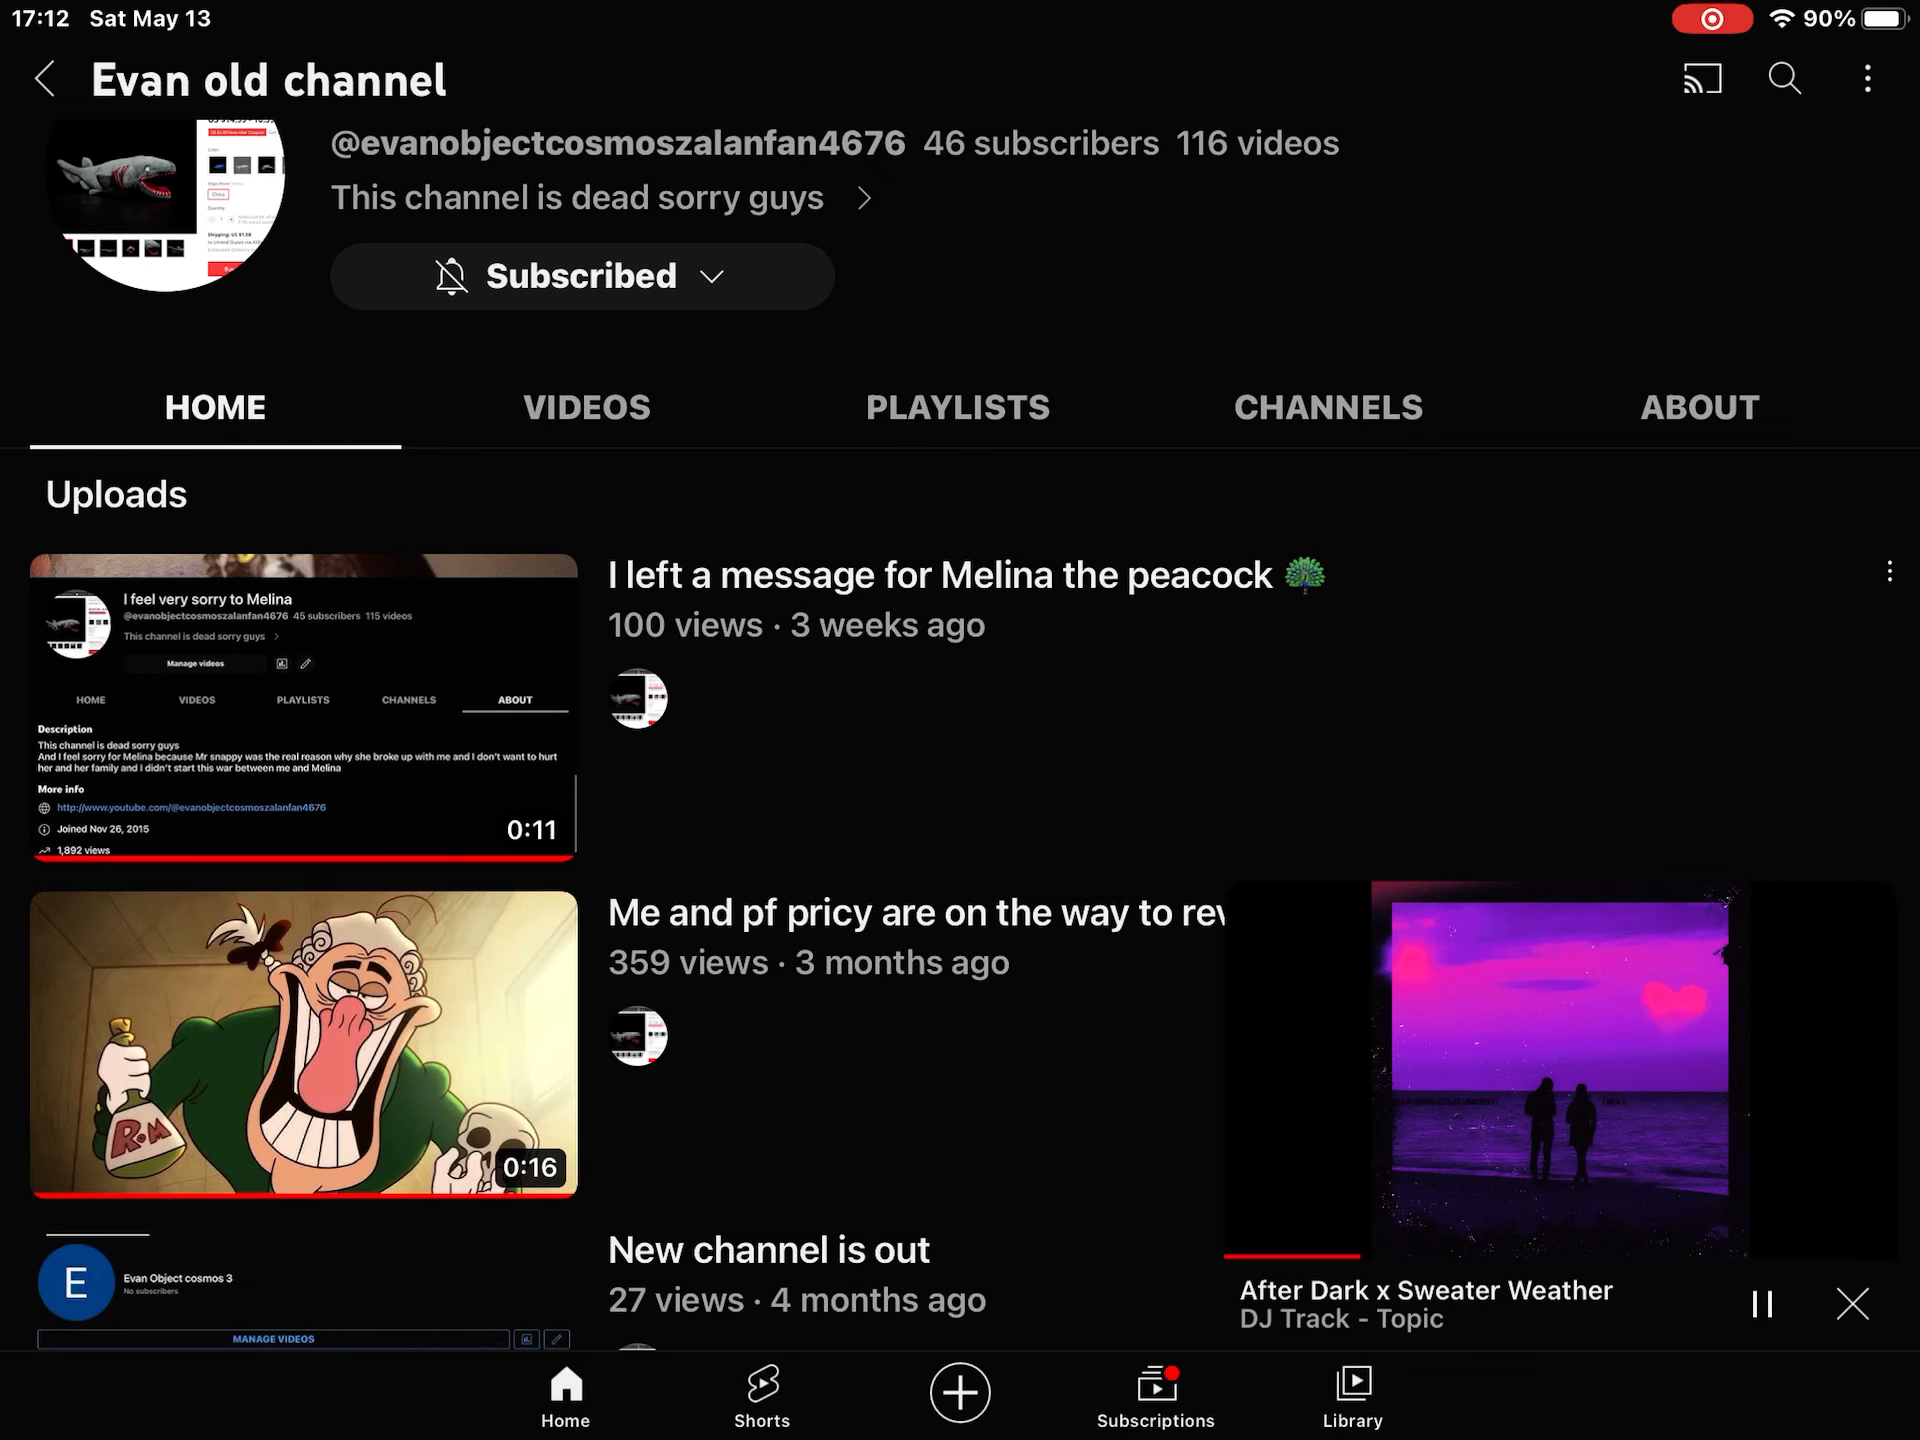 17:12 Sat May 13
90%
Evan old channel
@evanobjectcosmoszalanfan4676 46 subscribers 116 videos
This channel is dead sorry guys
Subscribed
HOME VIDEOS PLAYLISTS CHANNELS ABOUT
Uploads
I left a message for Melina the peacock 🦚
100 views · 3 weeks ago
I feel very sorry to Melina
@evanobjectcosmoszalanfan4676 45 subscribers 115 videos
This channel is dead sorry guys
Manage videos
HOME VIDEOS PLAYLISTS CHANNELS ABOUT
Description
This channel is dead sorry guys
And I feel sorry for Melina because Mr snappy was the real reason why she broke up with me and I don't want to hurt
her and her family and I didn't start this war between me and Melina
More info
http://www.youtube.com/@evanobjectcosmoszalanfan4676
Joined Nov 26, 2015
1,892 views
0:11
Me and pf pricy are on the way to rev
359 views · 3 months ago
R•M
0:16
New channel is out
27 views · 4 months ago
E
Evan Object cosmos 3
No subscribers
MANAGE VIDEOS
After Dark x Sweater Weather
DJ Track - Topic
Home Shorts Subscriptions Library